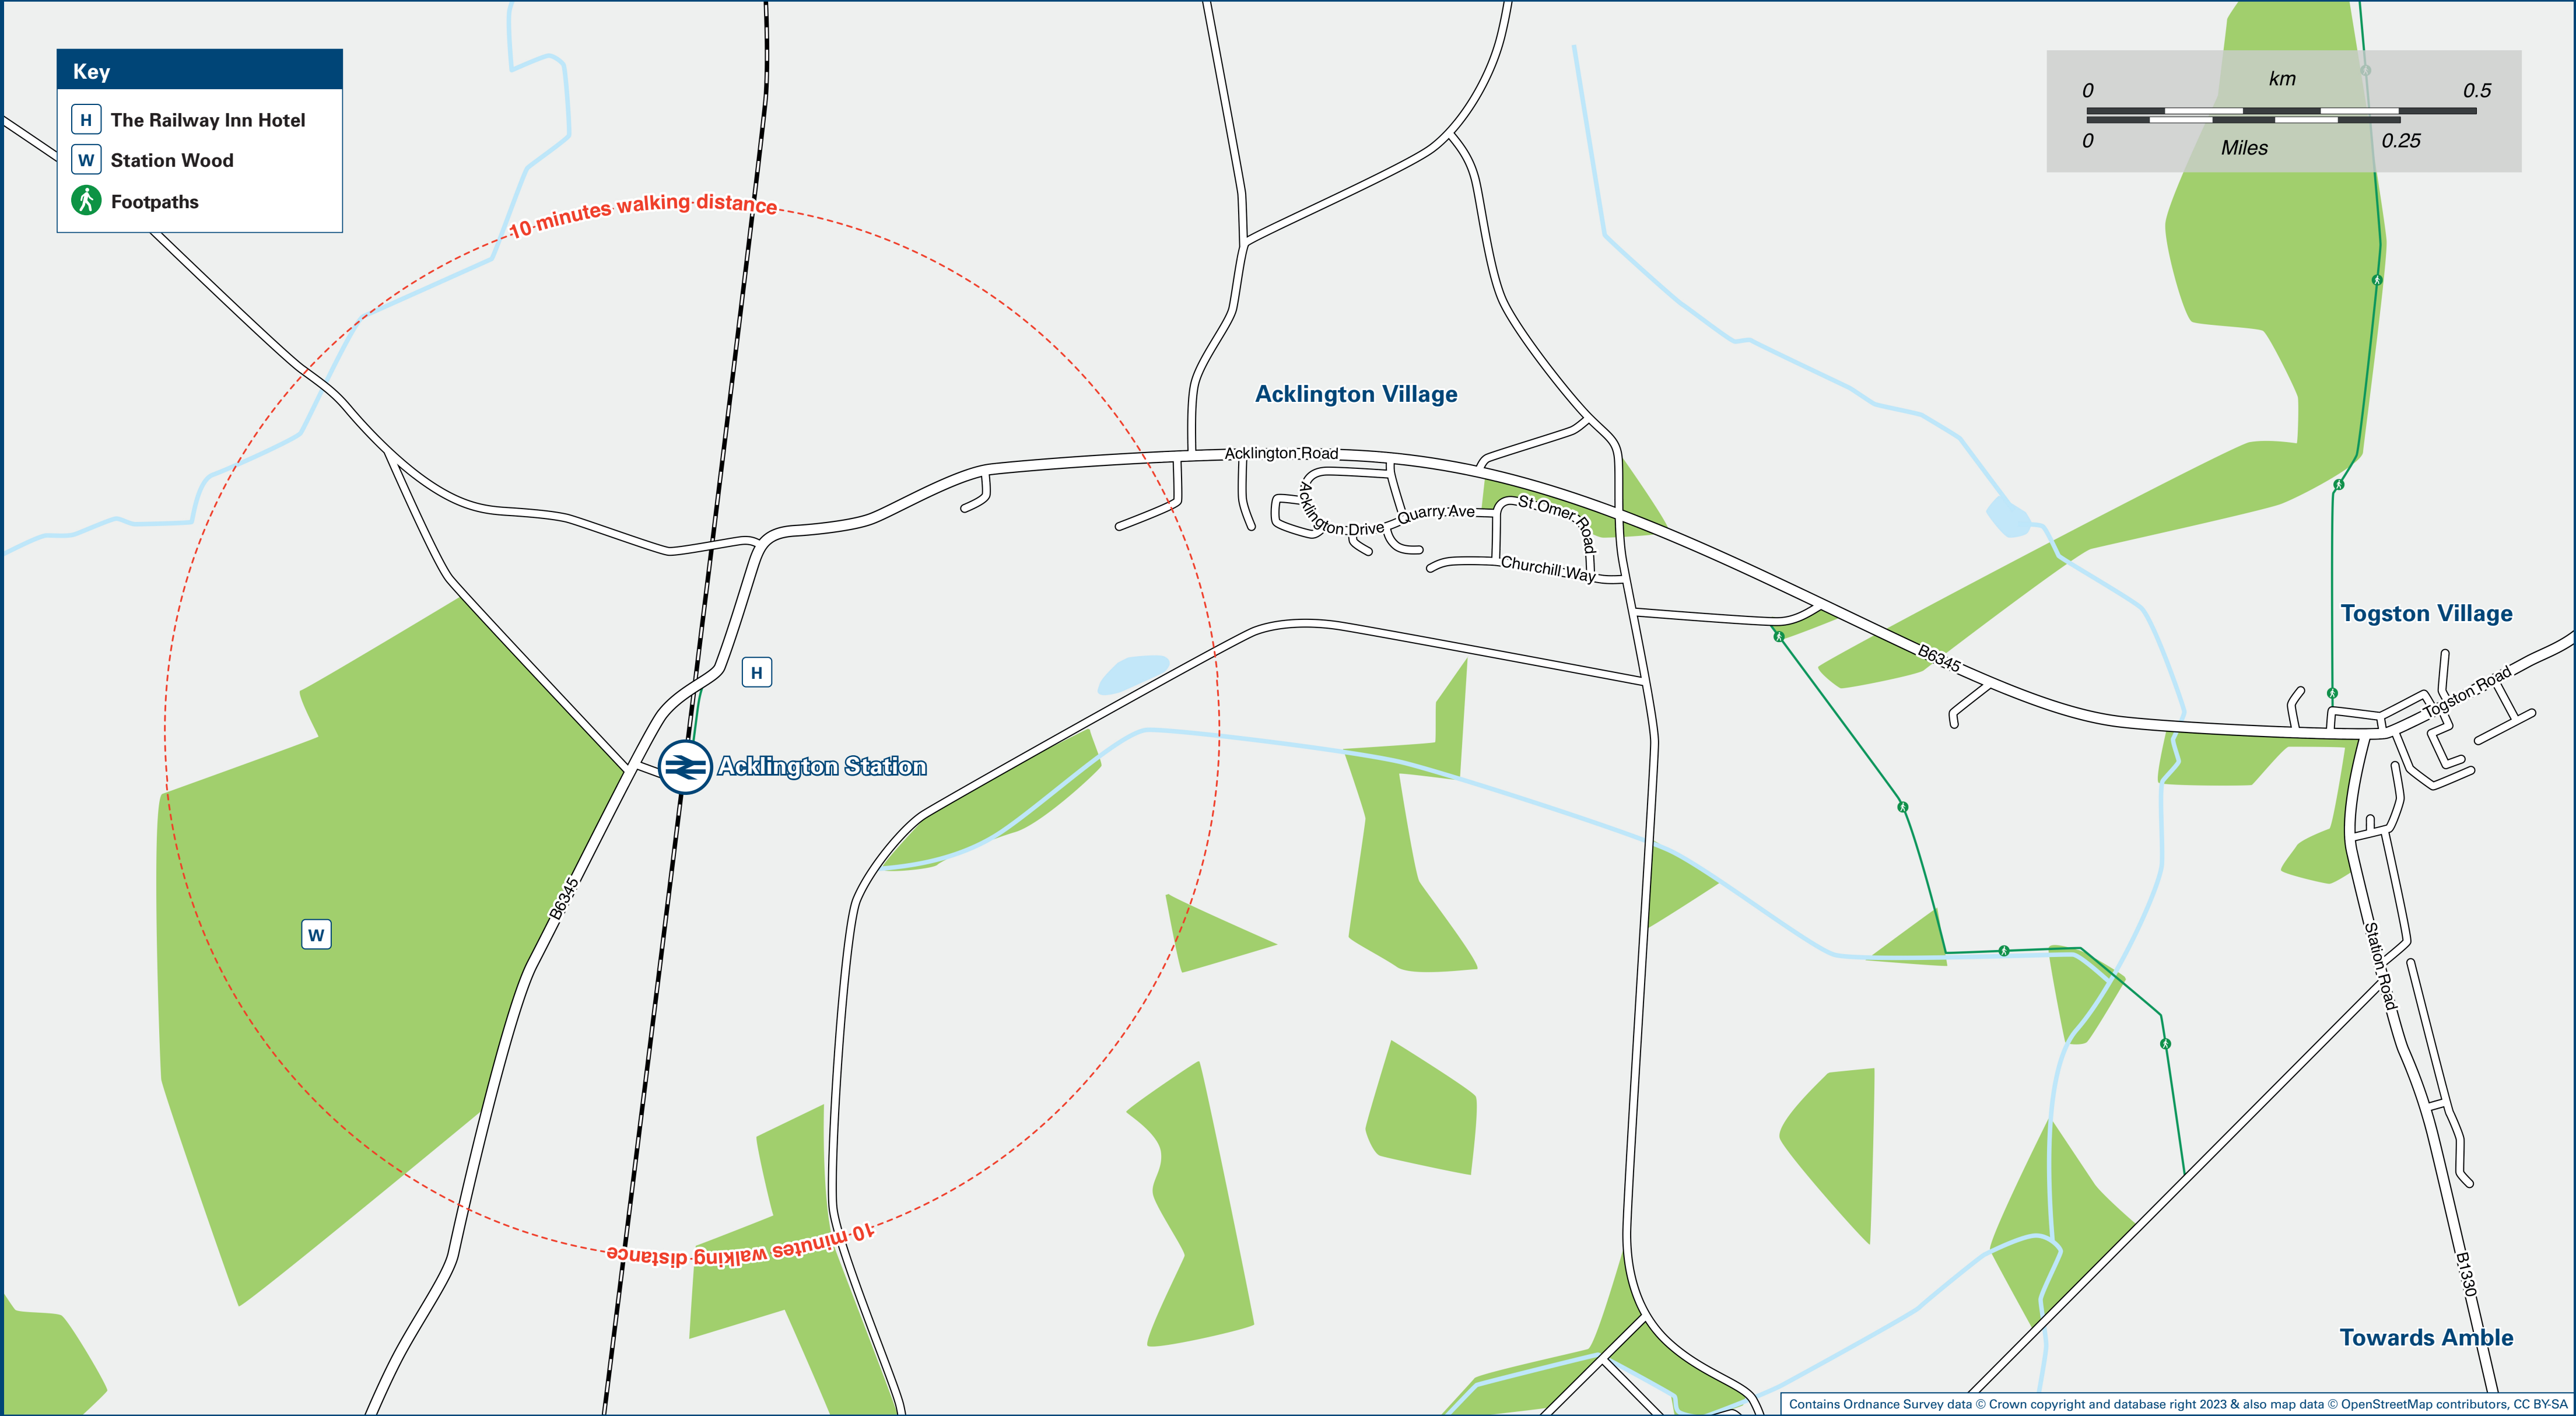 Key
H The Railway Inn Hotel
W Station Wood
Footpaths
km
0 0.5
0 0.25
Miles
10 minutes walking distance
Acklington Village
Acklington Road
Acklington Drive
Quarry Ave
St Omer Road
Churchill Way
Togston Village
B6345
Togston Road
H
Acklington Station
B6345
W
Station Road
10 minutes walking distance
B1330
Towards Amble
Contains Ordnance Survey data © Crown copyright and database right 2023 & also map data © OpenStreetMap contributors, CC BY-SA